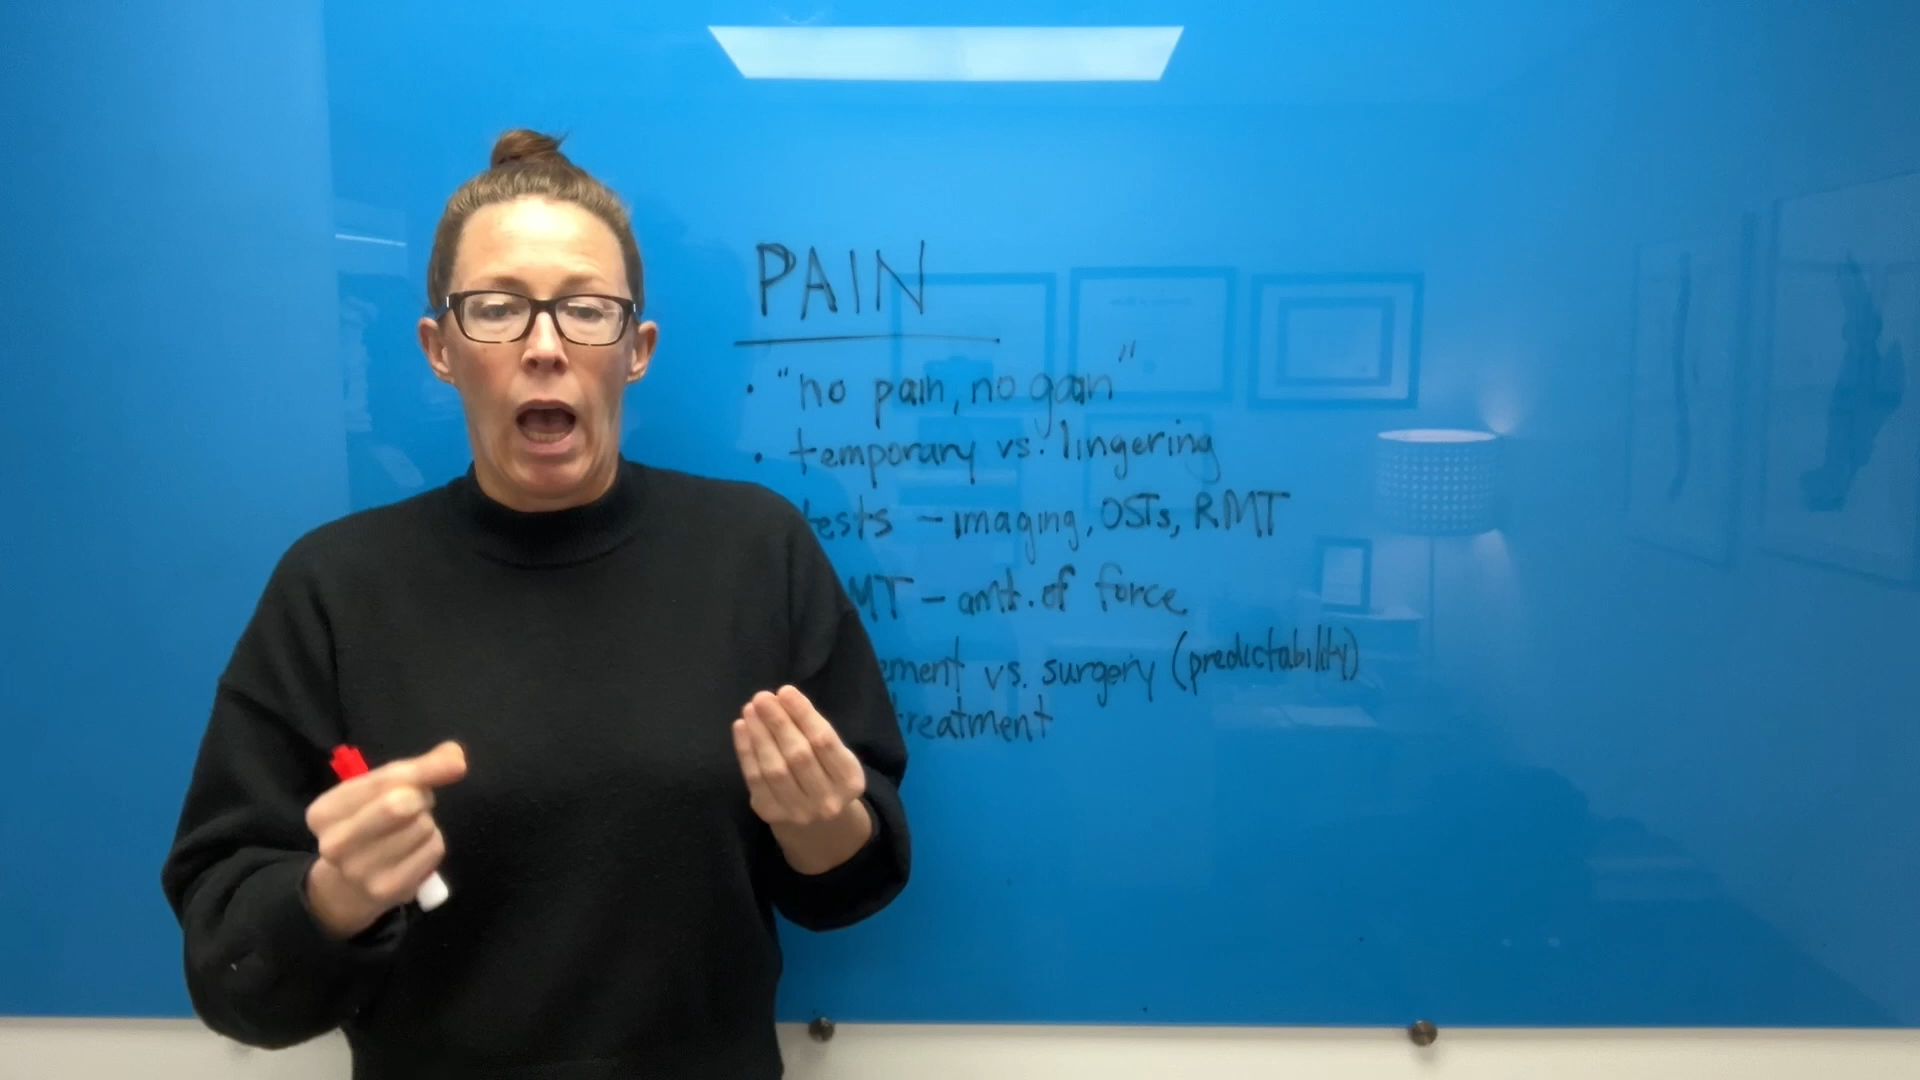 PAIN
• "no pain, no gain"
• temporary vs. lingering
tests - imaging, OSTs, RMT
MT - amt. of force
ement vs. surgery (predictability)
treatment